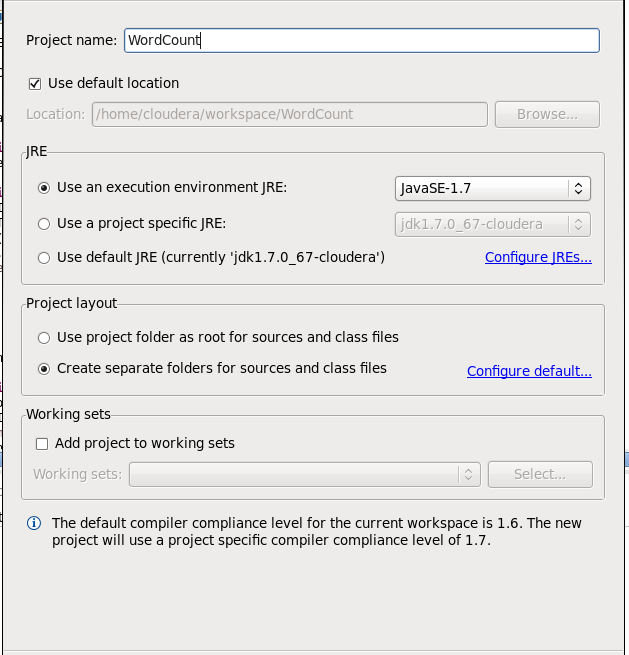 Project name: WordCount
Use default location
Location: /home/cloudera/workspace/WordCount Browse...
JRE
Use an execution environment JRE: JavaSE-1.7
Use a project specific JRE: jdk1.7.0_67-cloudera
Use default JRE (currently 'jdk1.7.0_67-cloudera') Configure JREs...
Project layout
Use project folder as root for sources and class files
Create separate folders for sources and class files Configure default...
Working sets
Add project to working sets
Working sets: Select...
The default compiler compliance level for the current workspace is 1.6. The new
project will use a project specific compiler compliance level of 1.7.